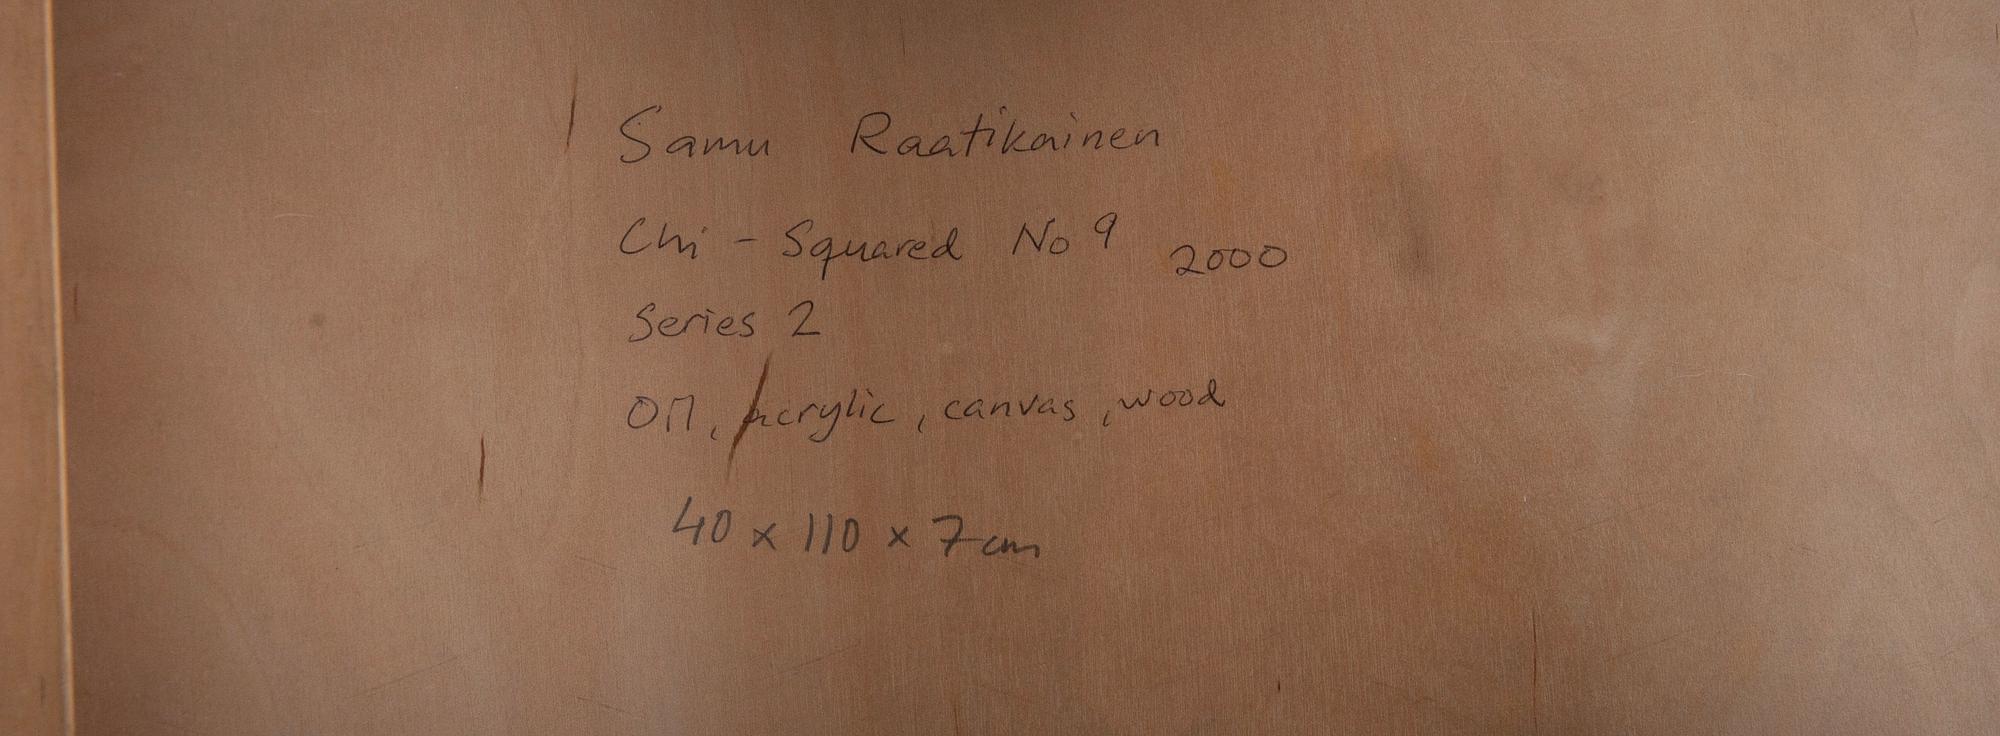 Samu Raatikainen
Chi - Squared No 9 2000
Series 2
Oil, acrylic, canvas, wood
40 x 110 x 7 cm